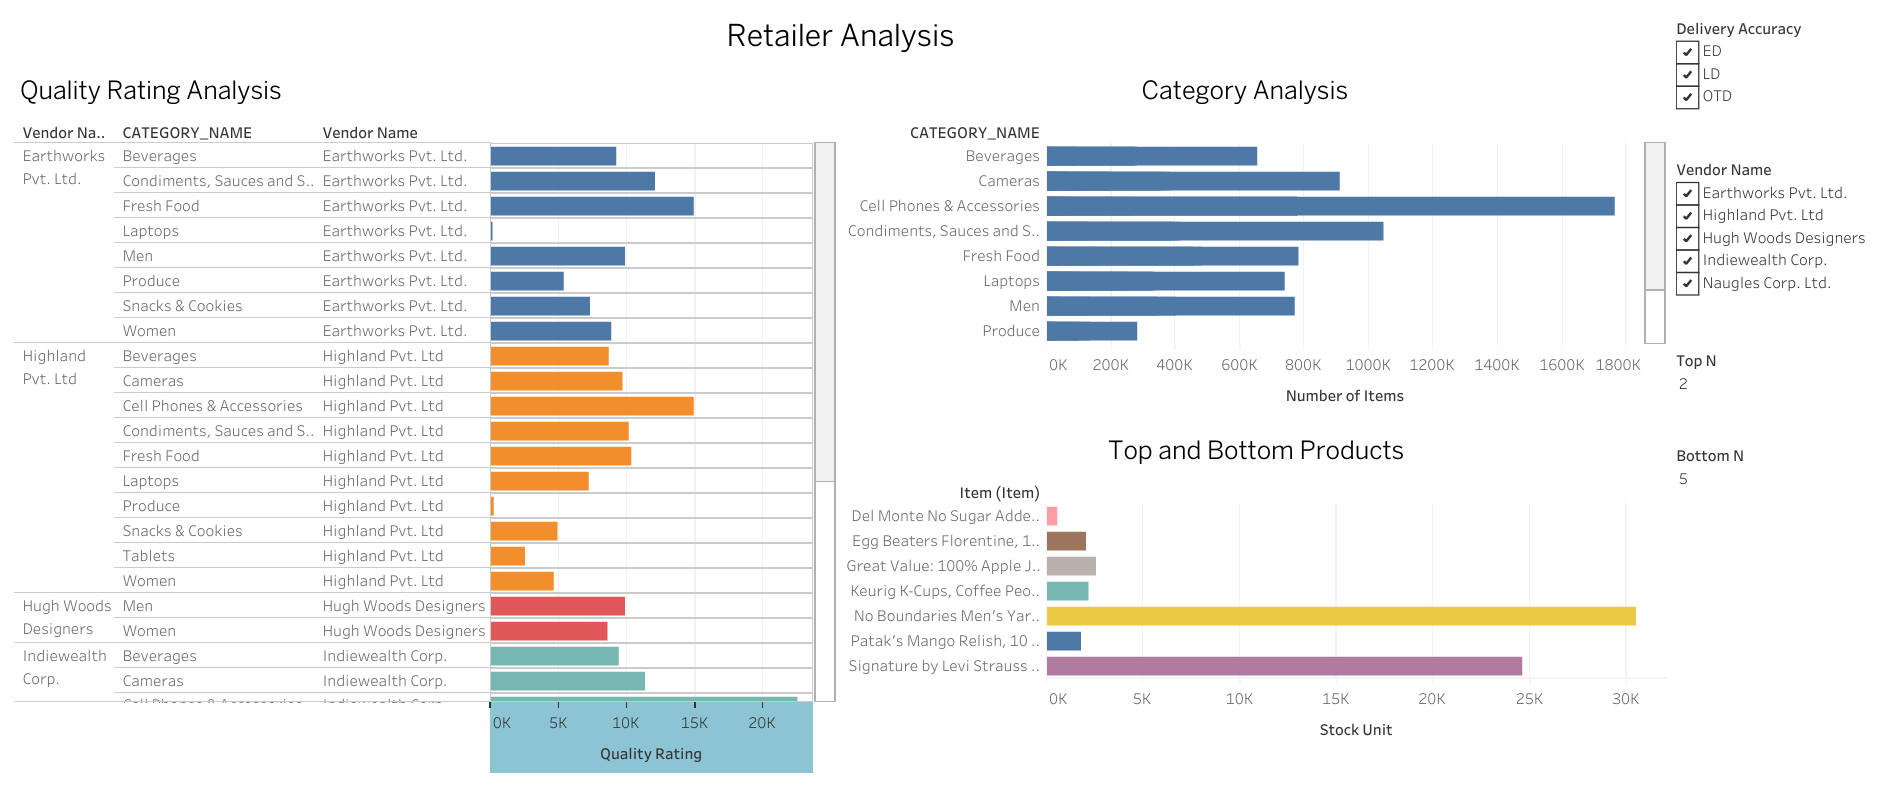 Retailer Analysis
Quality Rating Analysis
Vendor Na.. CATEGORY_NAME Vendor Name
Earthworks Pvt. Ltd.
Beverages Earthworks Pvt. Ltd.
Condiments, Sauces and S.. Earthworks Pvt. Ltd.
Fresh Food Earthworks Pvt. Ltd.
Laptops Earthworks Pvt. Ltd.
Men Earthworks Pvt. Ltd.
Produce Earthworks Pvt. Ltd.
Snacks & Cookies Earthworks Pvt. Ltd.
Women Earthworks Pvt. Ltd.
Highland Pvt. Ltd
Beverages Highland Pvt. Ltd
Cameras Highland Pvt. Ltd
Cell Phones & Accessories Highland Pvt. Ltd
Condiments, Sauces and S.. Highland Pvt. Ltd
Fresh Food Highland Pvt. Ltd
Laptops Highland Pvt. Ltd
Produce Highland Pvt. Ltd
Snacks & Cookies Highland Pvt. Ltd
Tablets Highland Pvt. Ltd
Women Highland Pvt. Ltd
Hugh Woods Designers
Men Hugh Woods Designers
Women Hugh Woods Designers
Indiewealth Corp.
Beverages Indiewealth Corp.
Cameras Indiewealth Corp.
Cell Phones & Accessories Indiewealth Corp.
0K 5K 10K 15K 20K
Quality Rating
Category Analysis
CATEGORY_NAME
Beverages
Cameras
Cell Phones & Accessories
Condiments, Sauces and S..
Fresh Food
Laptops
Men
Produce
0K 200K 400K 600K 800K 1000K 1200K 1400K 1600K 1800K
Number of Items
Top and Bottom Products
Item (Item)
Del Monte No Sugar Adde..
Egg Beaters Florentine, 1..
Great Value: 100% Apple J..
Keurig K-Cups, Coffee Peo..
No Boundaries Men's Yar..
Patak's Mango Relish, 10 ..
Signature by Levi Strauss ..
0K 5K 10K 15K 20K 25K 30K
Stock Unit
Delivery Accuracy
ED
LD
OTD
Vendor Name
Earthworks Pvt. Ltd.
Highland Pvt. Ltd
Hugh Woods Designers
Indiewealth Corp.
Naugles Corp. Ltd.
Top N
2
Bottom N
5